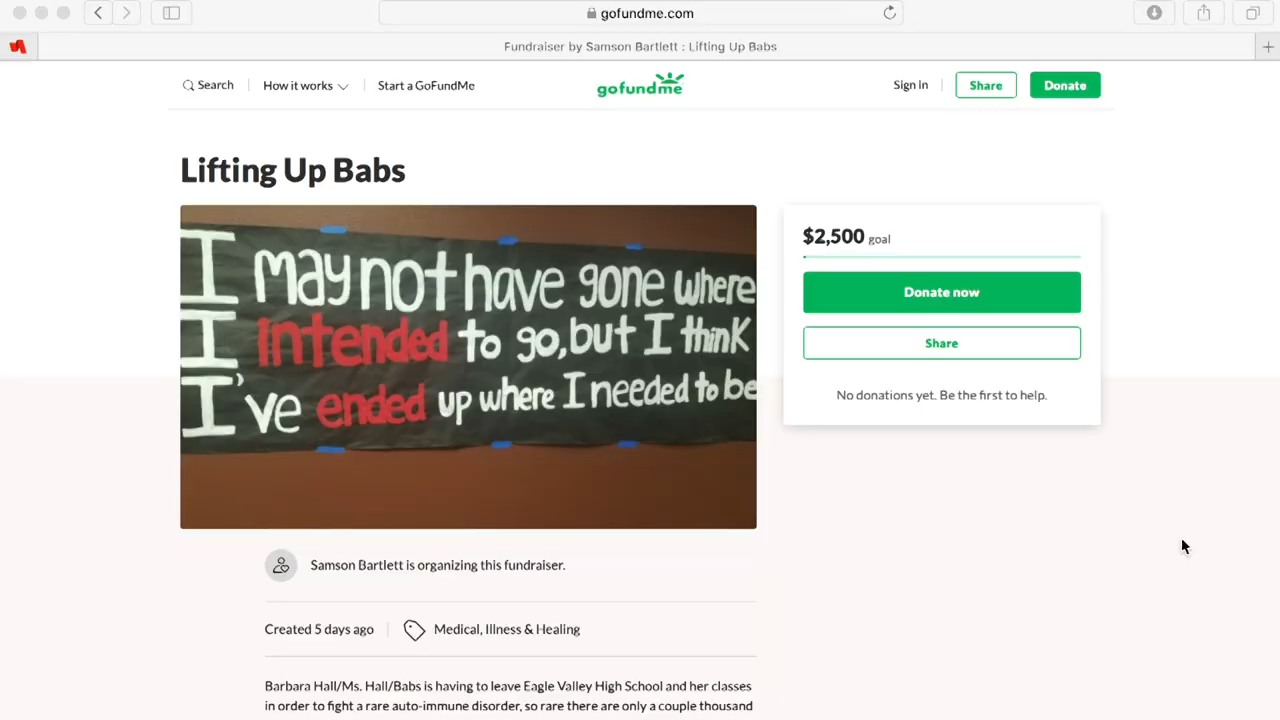 gofundme.com
Fundraiser by Samson Bartlett : Lifting Up Babs
Search
How it works
Start a GoFundMe
gofundme
Sign in
Share
Donate
Lifting Up Babs
I may not have gone where
I intended to go, but I think
I've ended up where I needed to be
$2,500 goal
Donate now
Share
No donations yet. Be the first to help.
Samson Bartlett is organizing this fundraiser.
Created 5 days ago
Medical, Illness & Healing
Barbara Hall/Ms. Hall/Babs is having to leave Eagle Valley High School and her classes
in order to fight a rare auto-immune disorder, so rare there are only a couple thousand